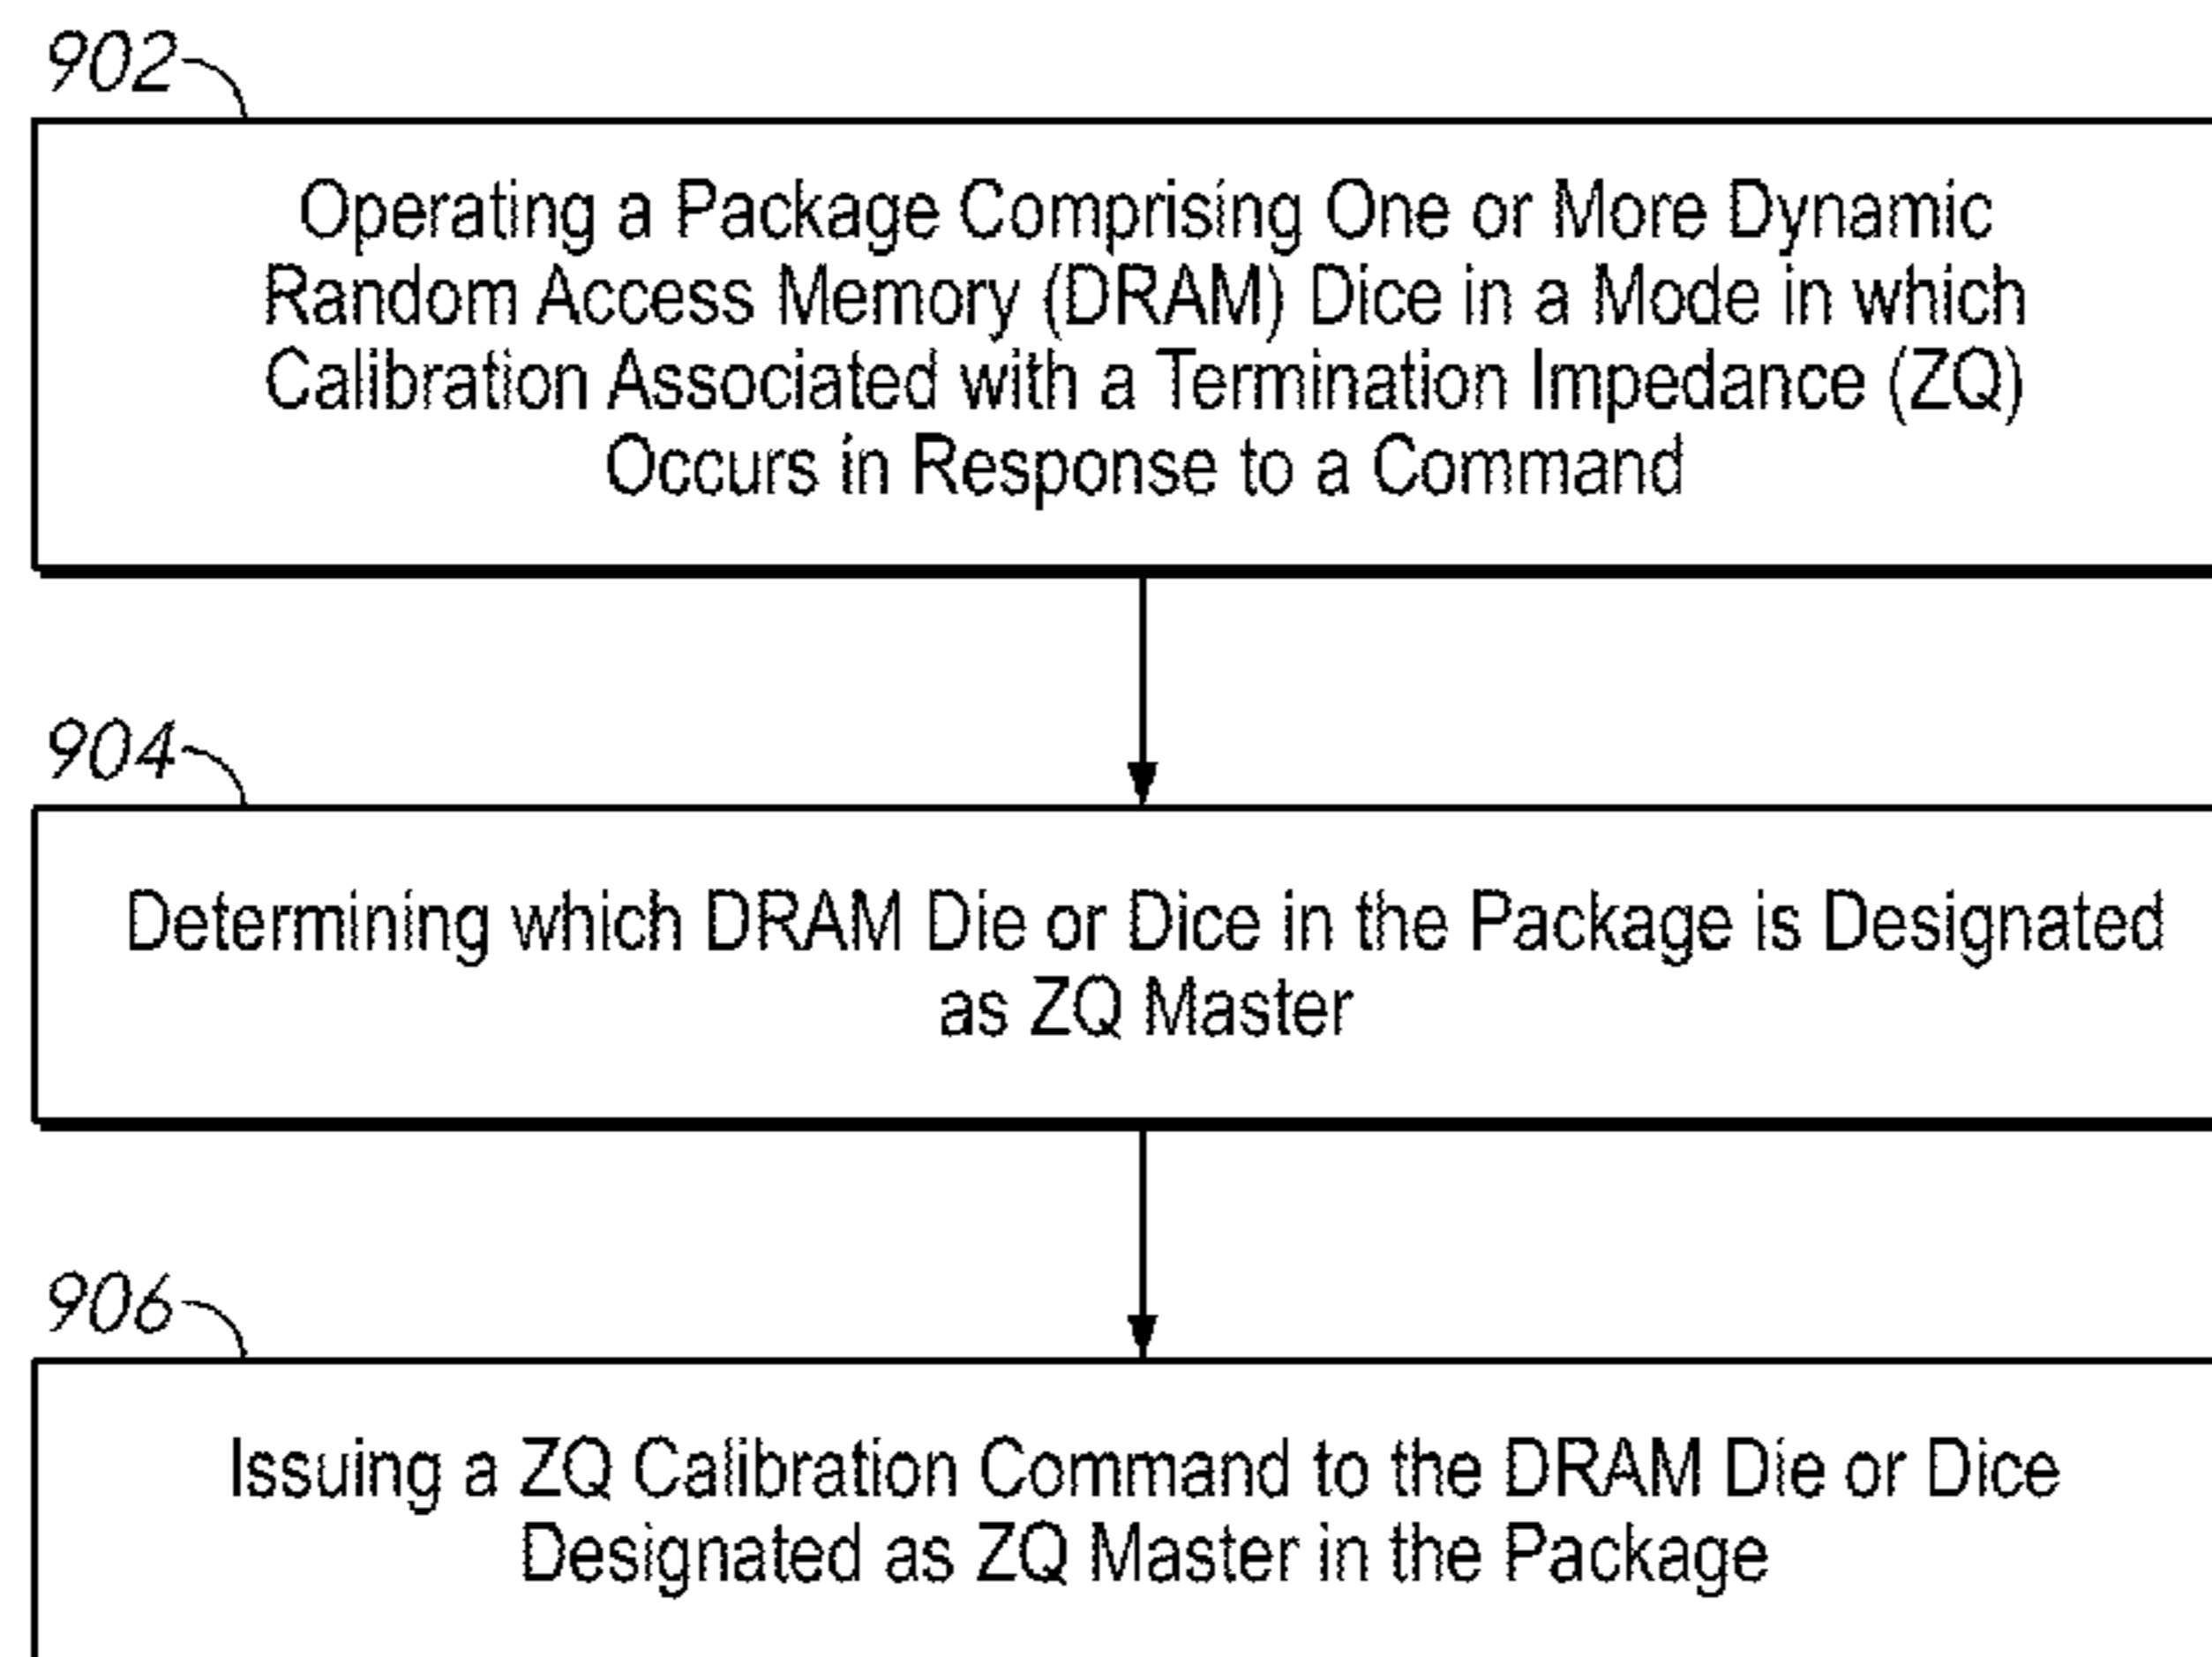 902
Operating a Package Comprising One or More Dynamic
Random Access Memory (DRAM) Dice in a Mode in which
Calibration Associated with a Termination Impedance (ZQ)
Occurs in Response to a Command
904
Determining which DRAM Die or Dice in the Package is Designated
as ZQ Master
906
Issuing a ZQ Calibration Command to the DRAM Die or Dice
Designated as ZQ Master in the Package